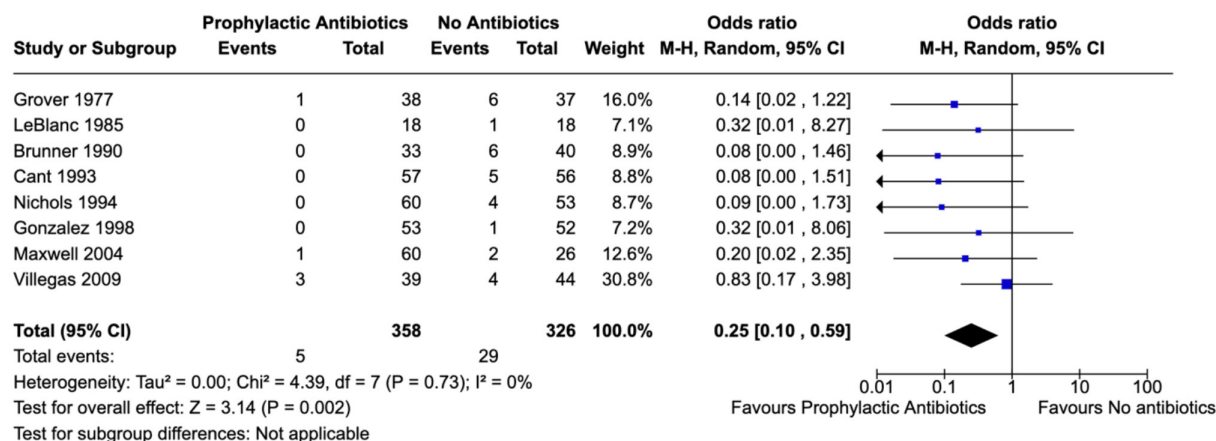 Prophylactic Antibiotics No Antibiotics Odds ratio Odds ratio
Study or Subgroup Events Total Events Total Weight M-H, Random, 95% CI M-H, Random, 95% CI
Grover 1977 1 38 6 37 16.0% 0.14 [0.02 , 1.22]
LeBlanc 1985 0 18 1 18 7.1% 0.32 [0.01 , 8.27]
Brunner 1990 0 33 6 40 8.9% 0.08 [0.00 , 1.46]
Cant 1993 0 57 5 56 8.8% 0.08 [0.00 , 1.51]
Nichols 1994 0 60 4 53 8.7% 0.09 [0.00 , 1.73]
Gonzalez 1998 0 53 1 52 7.2% 0.32 [0.01 , 8.06]
Maxwell 2004 1 60 2 26 12.6% 0.20 [0.02 , 2.35]
Villegas 2009 3 39 4 44 30.8% 0.83 [0.17 , 3.98]
Total (95% CI) 358 326 100.0% 0.25 [0.10 , 0.59]
Total events: 5 29
Heterogeneity: Tau² = 0.00; Chi² = 4.39, df = 7 (P = 0.73); I² = 0%
Test for overall effect: Z = 3.14 (P = 0.002)
Test for subgroup differences: Not applicable
0.01 0.1 1 10 100
Favours Prophylactic Antibiotics Favours No antibiotics